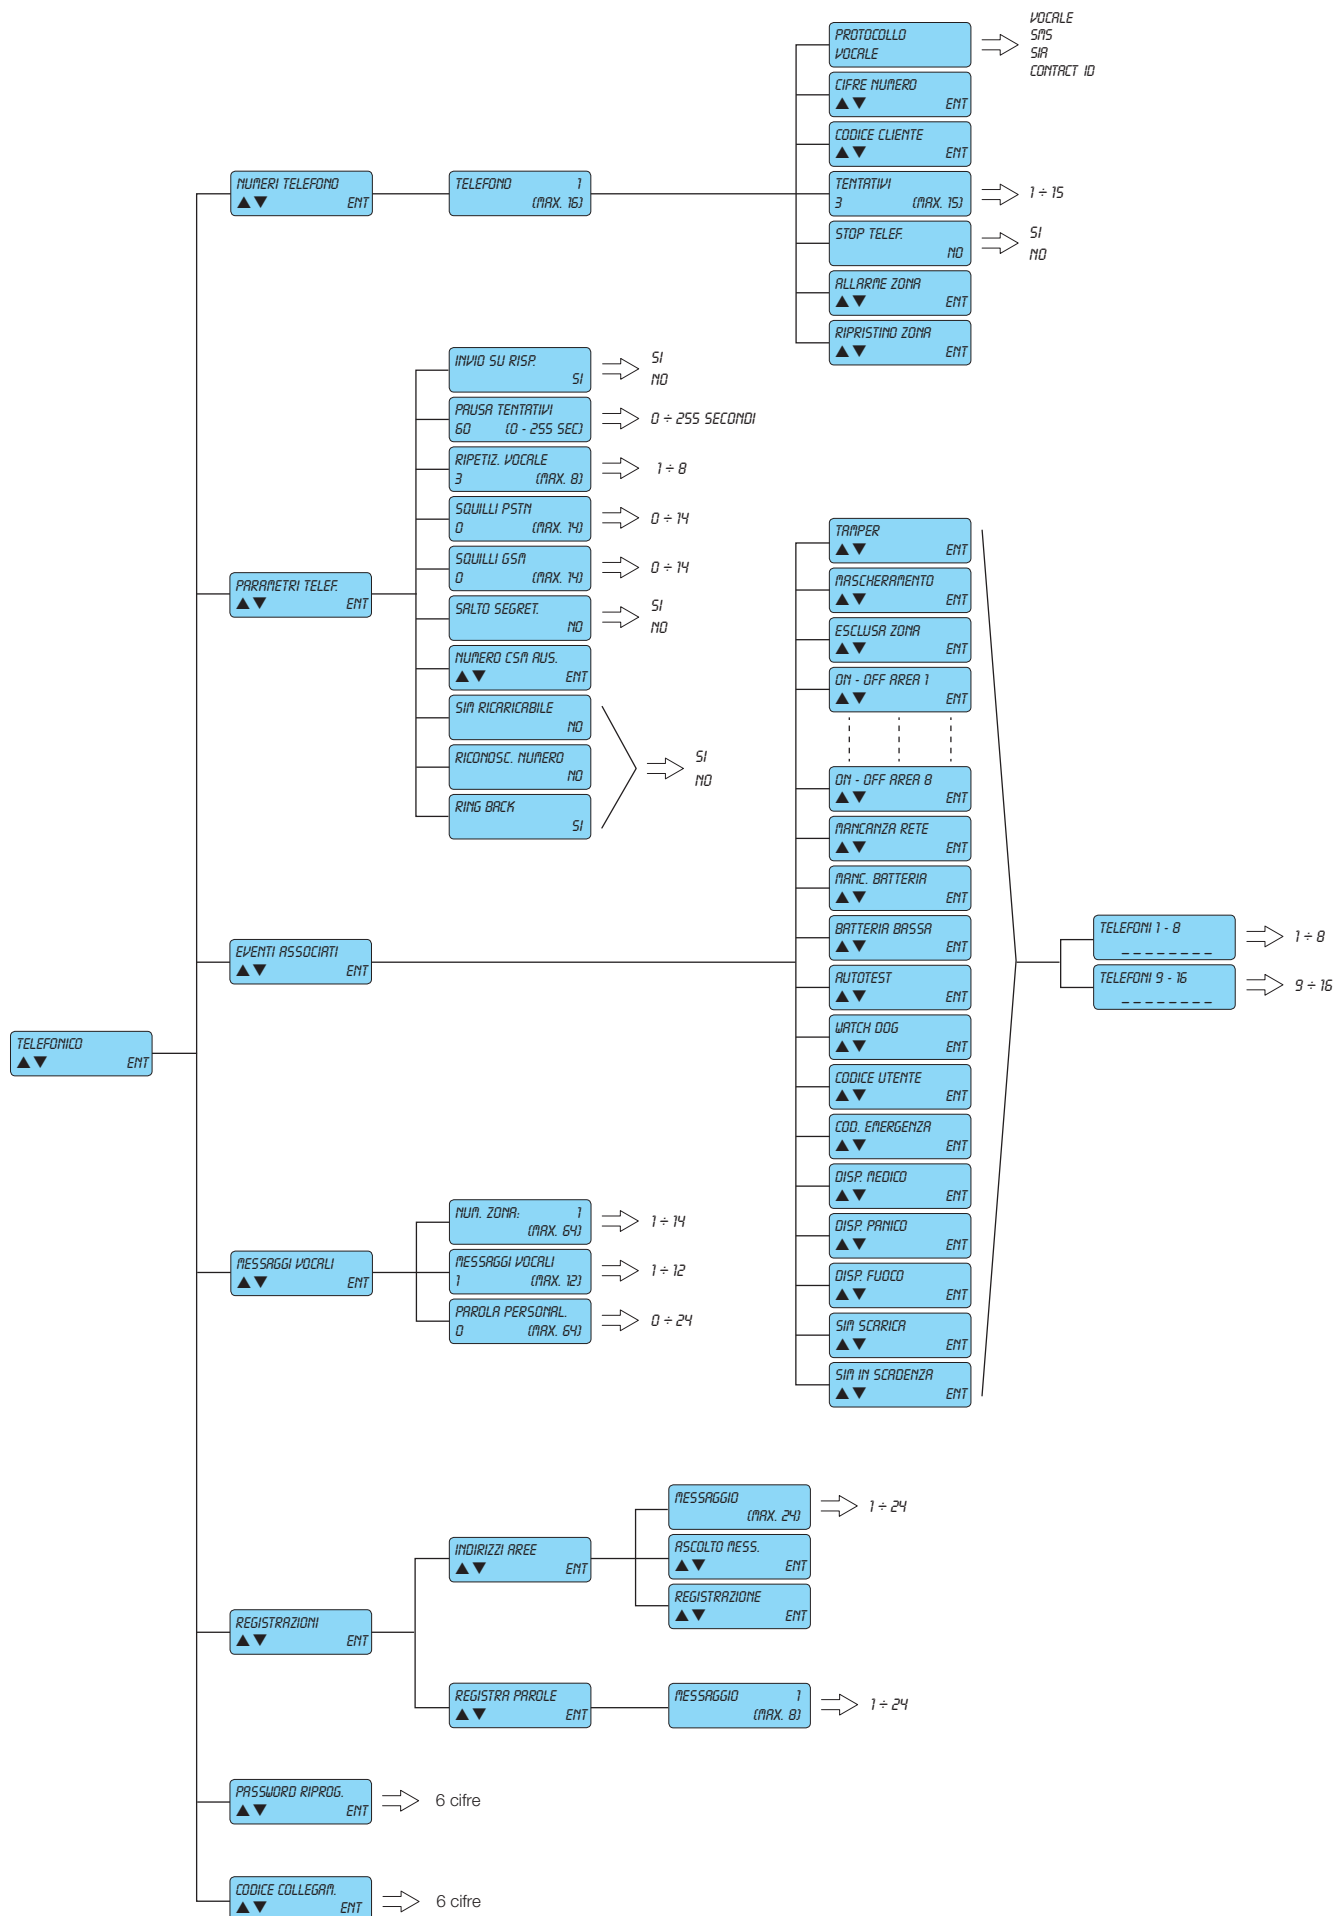 TELEFONICO
▲ ▼ ENT
NUMERI TELEFONO
▲ ▼ ENT
TELEFONO 1
(MAX. 16)
PROTOCOLLO
VOCALE
VOCALE
SMS
SIA
CONTACT ID
CIFRE NUMERO
▲ ▼ ENT
CODICE CLIENTE
▲ ▼ ENT
TENTATIVI
3 (MAX. 15)
1 ÷ 15
STOP TELEF.
NO
SI
NO
ALLARME ZONA
▲ ▼ ENT
RIPRISTINO ZONA
▲ ▼ ENT
PARAMETRI TELEF.
▲ ▼ ENT
INVIO SU RISP.
SI
SI
NO
PAUSA TENTATIVI
60 (0 - 255 SEC)
0 ÷ 255 SECONDI
RIPETIZ. VOCALE
3 (MAX. 8)
1 ÷ 8
SQUILLI PSTN
0 (MAX. 14)
0 ÷ 14
SQUILLI GSM
0 (MAX. 14)
0 ÷ 14
SALTO SEGRET.
NO
SI
NO
NUMERO CSM AUS.
▲ ▼ ENT
SIM RICARICABILE
NO
RICONOSC. NUMERO
NO
RING BACK
SI
SI
NO
EVENTI ASSOCIATI
▲ ▼ ENT
TAMPER
▲ ▼ ENT
MASCHERAMENTO
▲ ▼ ENT
ESCLUSA ZONA
▲ ▼ ENT
ON - OFF AREA 1
▲ ▼ ENT
ON - OFF AREA 8
▲ ▼ ENT
MANCANZA RETE
▲ ▼ ENT
MANC. BATTERIA
▲ ▼ ENT
BATTERIA BASSA
▲ ▼ ENT
AUTOTEST
▲ ▼ ENT
WATCH DOG
▲ ▼ ENT
CODICE UTENTE
▲ ▼ ENT
COD. EMERGENZA
▲ ▼ ENT
DISP. MEDICO
▲ ▼ ENT
DISP. PANICO
▲ ▼ ENT
DISP. FUOCO
▲ ▼ ENT
SIM SCARICA
▲ ▼ ENT
SIM IN SCADENZA
▲ ▼ ENT
TELEFONI 1 - 8
_ _ _ _ _ _ _ _
1 ÷ 8
TELEFONI 9 - 16
_ _ _ _ _ _ _ _
9 ÷ 16
MESSAGGI VOCALI
▲ ▼ ENT
NUM. ZONA: 1
(MAX. 64)
1 ÷ 14
MESSAGGI VOCALI
1 (MAX. 12)
1 ÷ 12
PAROLA PERSONAL.
0 (MAX. 64)
0 ÷ 24
REGISTRAZIONI
▲ ▼ ENT
INDIRIZZI AREE
▲ ▼ ENT
MESSAGGIO
(MAX. 24)
1 ÷ 24
ASCOLTO MESS.
▲ ▼ ENT
REGISTRAZIONE
▲ ▼ ENT
REGISTRA PAROLE
▲ ▼ ENT
MESSAGGIO 1
(MAX. 8)
1 ÷ 24
PASSWORD RIPROG.
▲ ▼ ENT
6 cifre
CODICE COLLEGAM.
▲ ▼ ENT
6 cifre